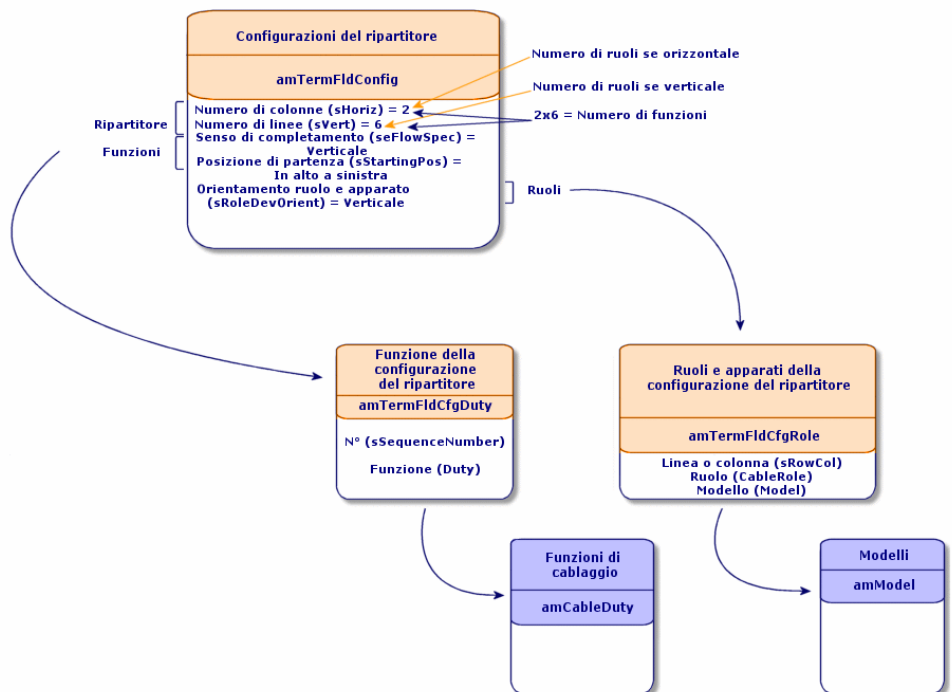 Configurazioni del ripartitore
amTermFldConfig
Numero di colonne (sHoriz) = 2
Numero di linee (sVert) = 6
Senso di completamento (seFlowSpec) =
Verticale
Posizione di partenza (sStartingPos) =
In alto a sinistra
Orientamento ruolo e apparato
(sRoleDevOrient) = Verticale
Numero di ruoli se orizzontale
Numero di ruoli se verticale
2x6 = Numero di funzioni
Ripartitore
Funzioni
Ruoli
Funzione della
configurazione
del ripartitore
amTermFldCfgDuty
N° (sSequenceNumber)
Funzione (Duty)
Ruoli e apparati della
configurazione del ripartitore
amTermFldCfgRole
Linea o colonna (sRowCol)
Ruolo (CableRole)
Modello (Model)
Funzioni di
cablaggio
amCableDuty
Modelli
amModel